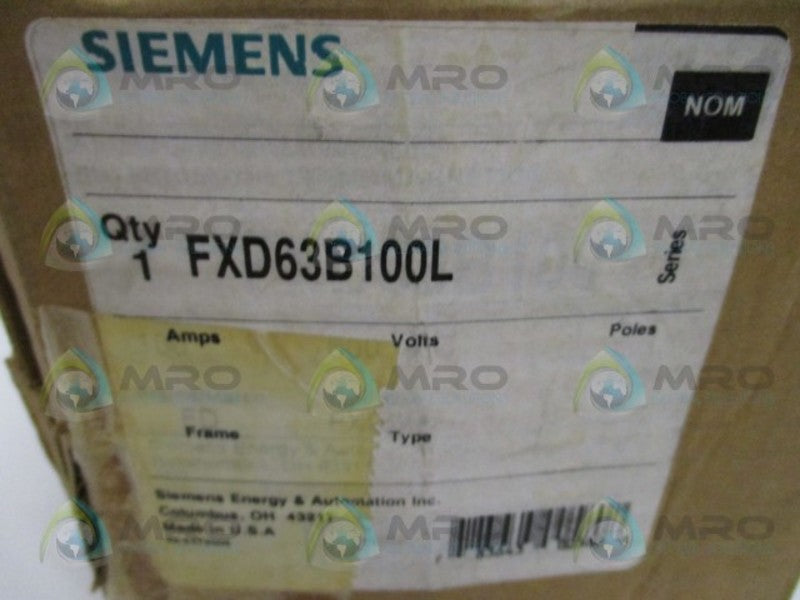 SIEMENS
NOM
Qty
1 FXD63B100L
Series
Amps Volts Poles
Frame Type
Siemens Energy & Automation Inc.
Columbus, OH
Made in U.S.A
MRO